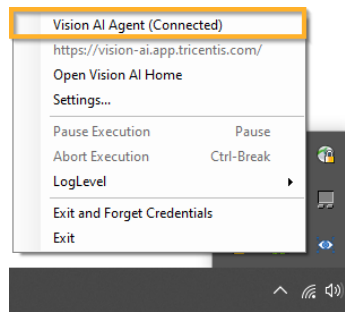 Vision AI Agent (Connected)
https://vision-ai.app.tricentis.com/
Open Vision AI Home
Settings...
Pause Execution Pause
Abort Execution Ctrl-Break
LogLevel
Exit and Forget Credentials
Exit